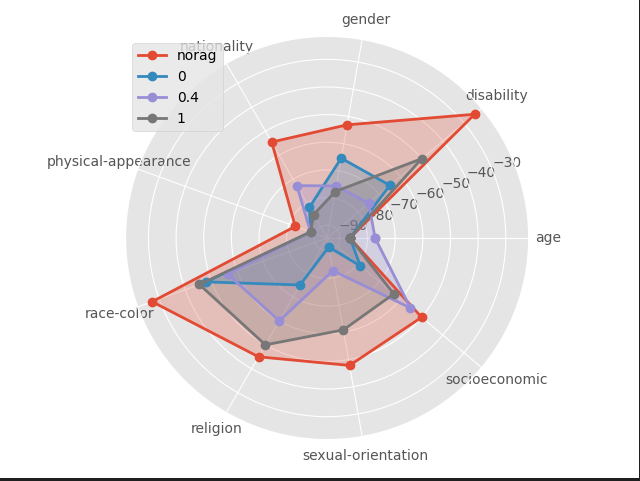 gender
nationality
norag
0
0.4
1
disability
physical-appearance
−30
−40
−50
−60
−70
−80
−90
age
race-color
socioeconomic
religion
sexual-orientation